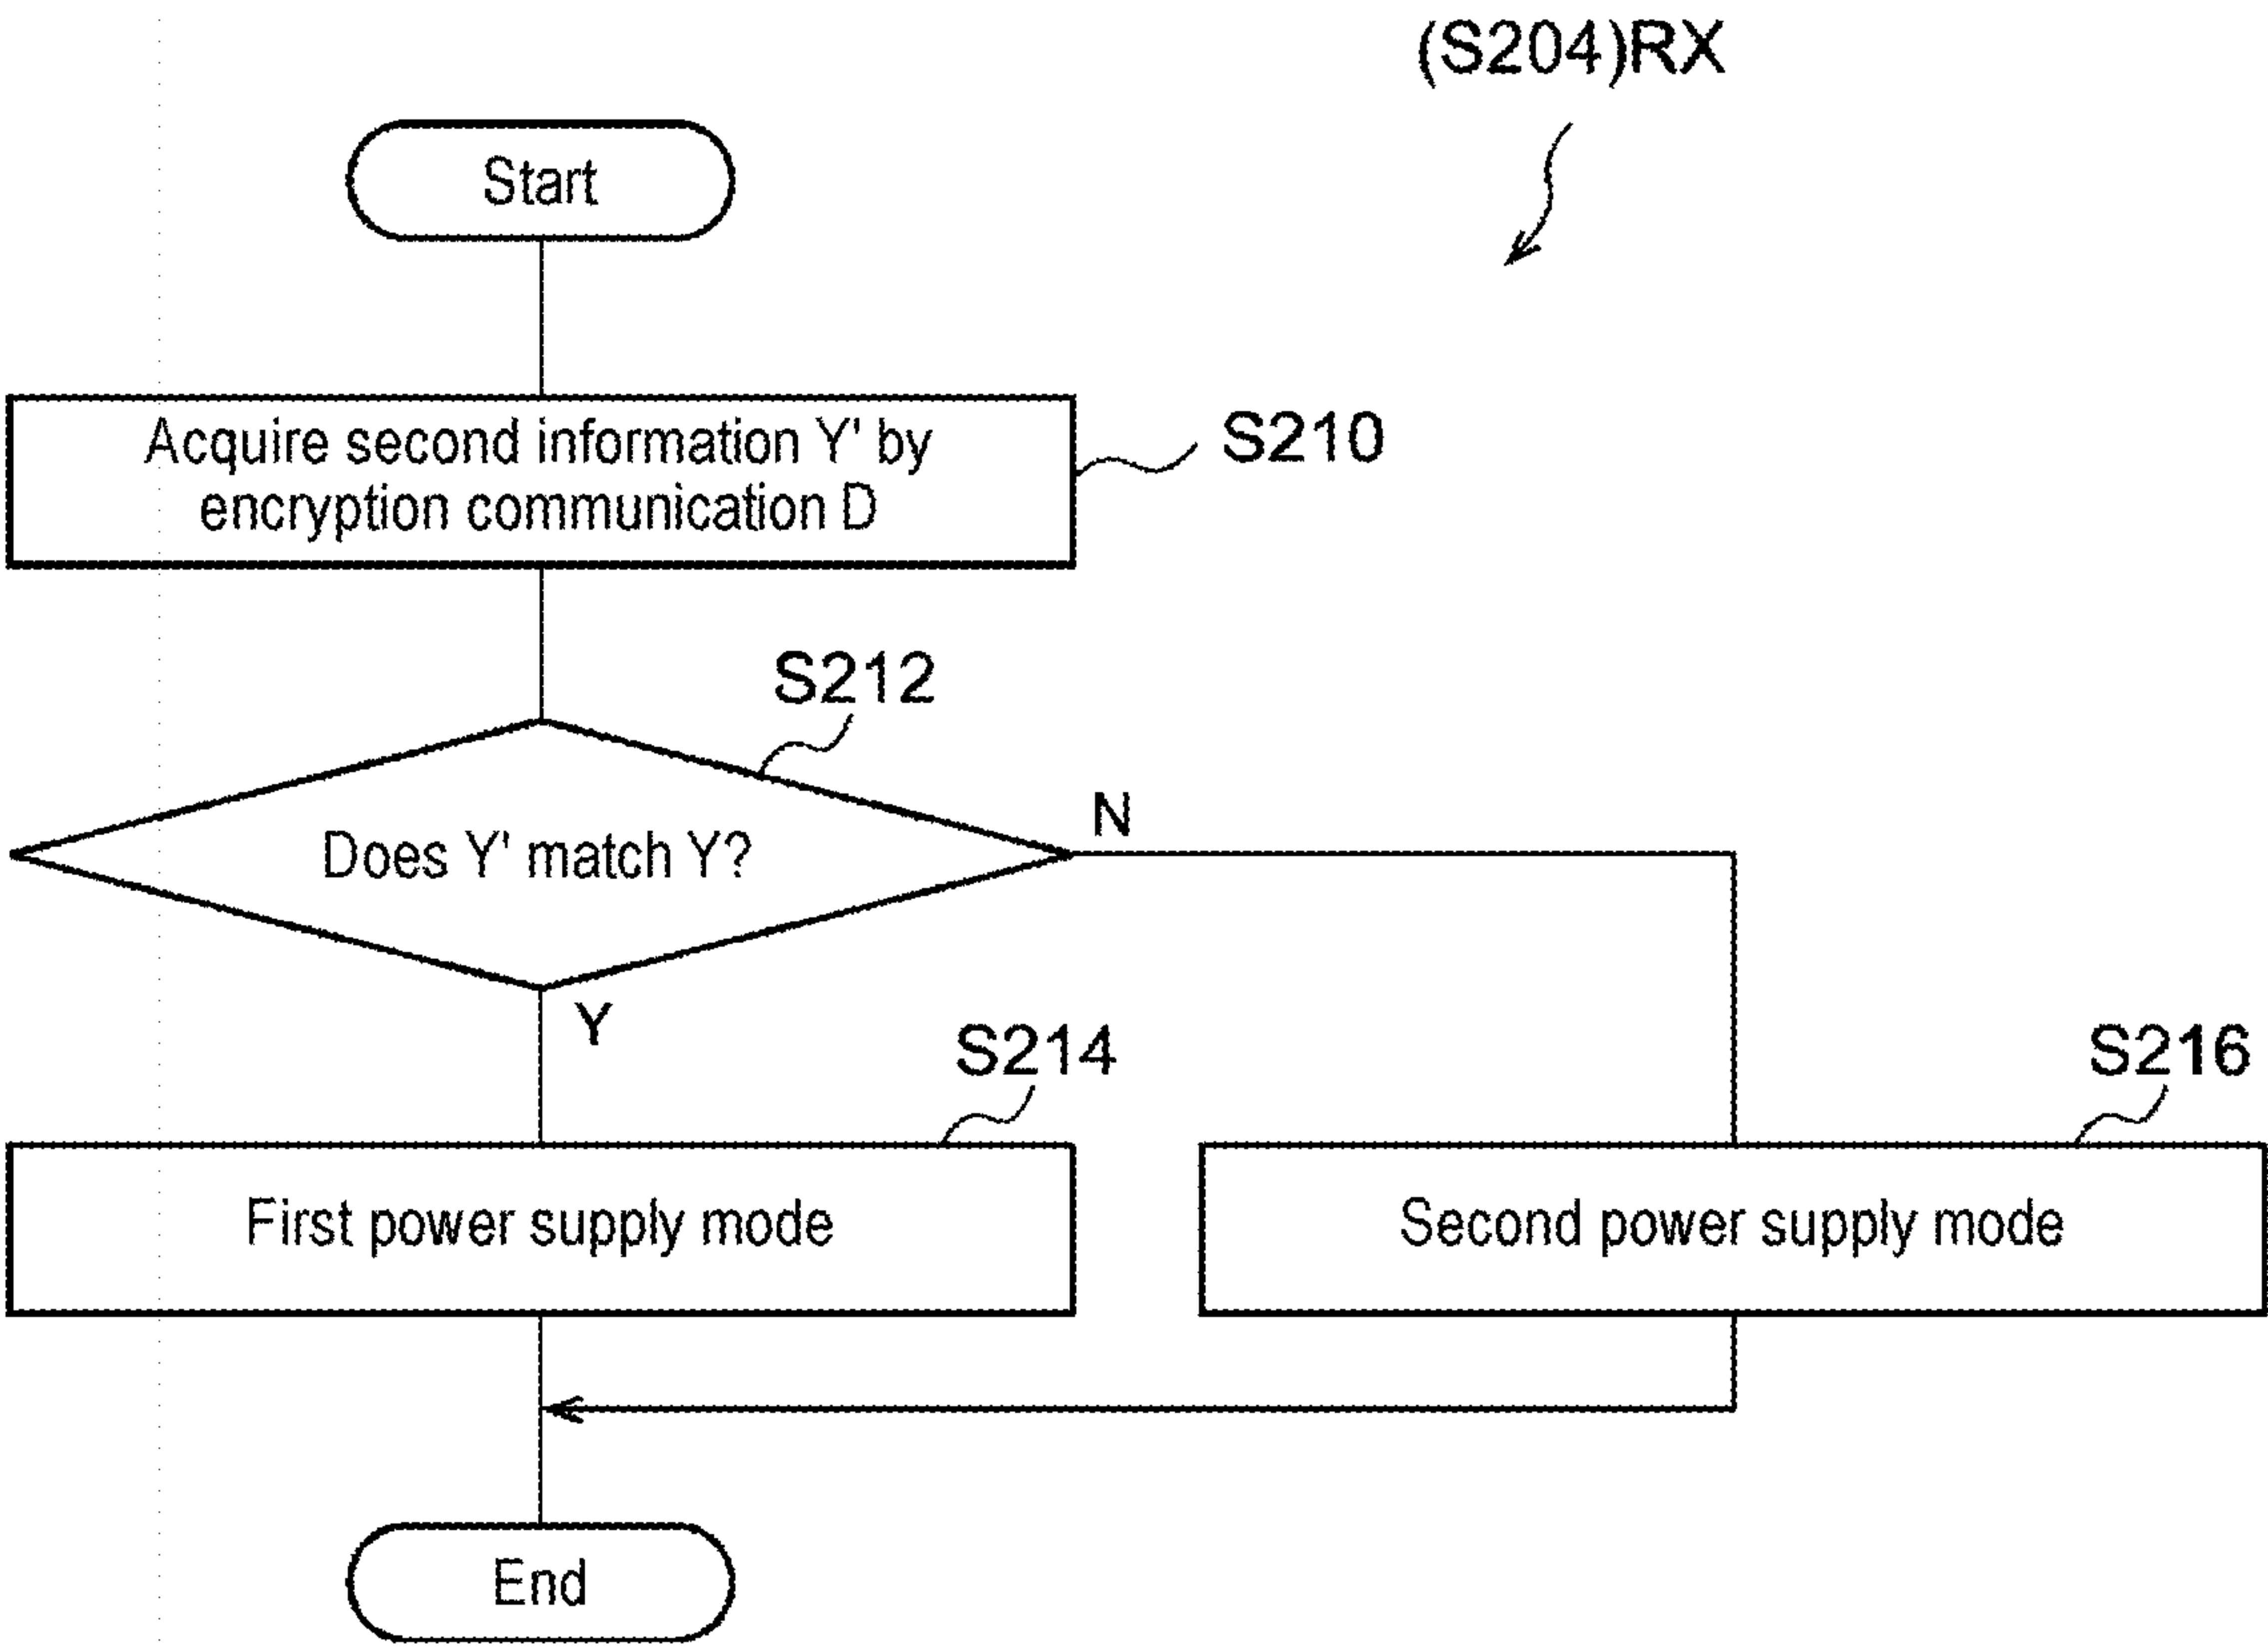 (S204)RX
Start
Acquire second information Y' by
encryption communication D
S210
S212
Does Y' match Y?
N
Y
S214
S216
First power supply mode
Second power supply mode
End